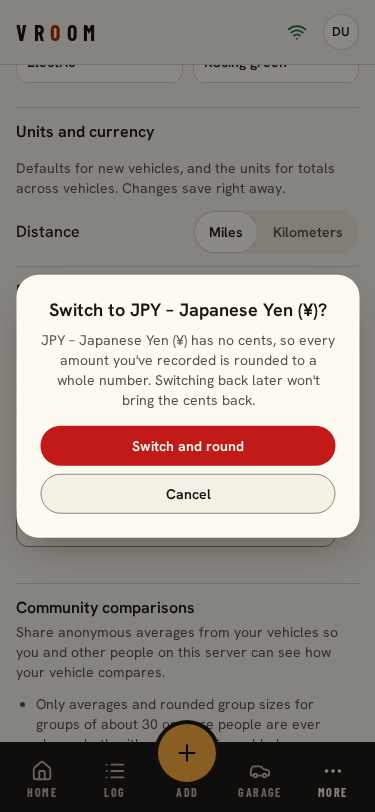 VROOM
DU
Units and currency
Defaults for new vehicles, and the units for totals
across vehicles. Changes save right away.
Distance
Miles
Kilometers
Switch to JPY – Japanese Yen (¥)?
JPY – Japanese Yen (¥) has no cents, so every
amount you've recorded is rounded to a
whole number. Switching back later won't
bring the cents back.
Switch and round
Cancel
Community comparisons
Share anonymous averages from your vehicles so
you and other people on this server can see how
your vehicle compares.
• Only averages and rounded group sizes for
groups of about 30 or more people are ever
HOME
LOG
ADD
GARAGE
MORE